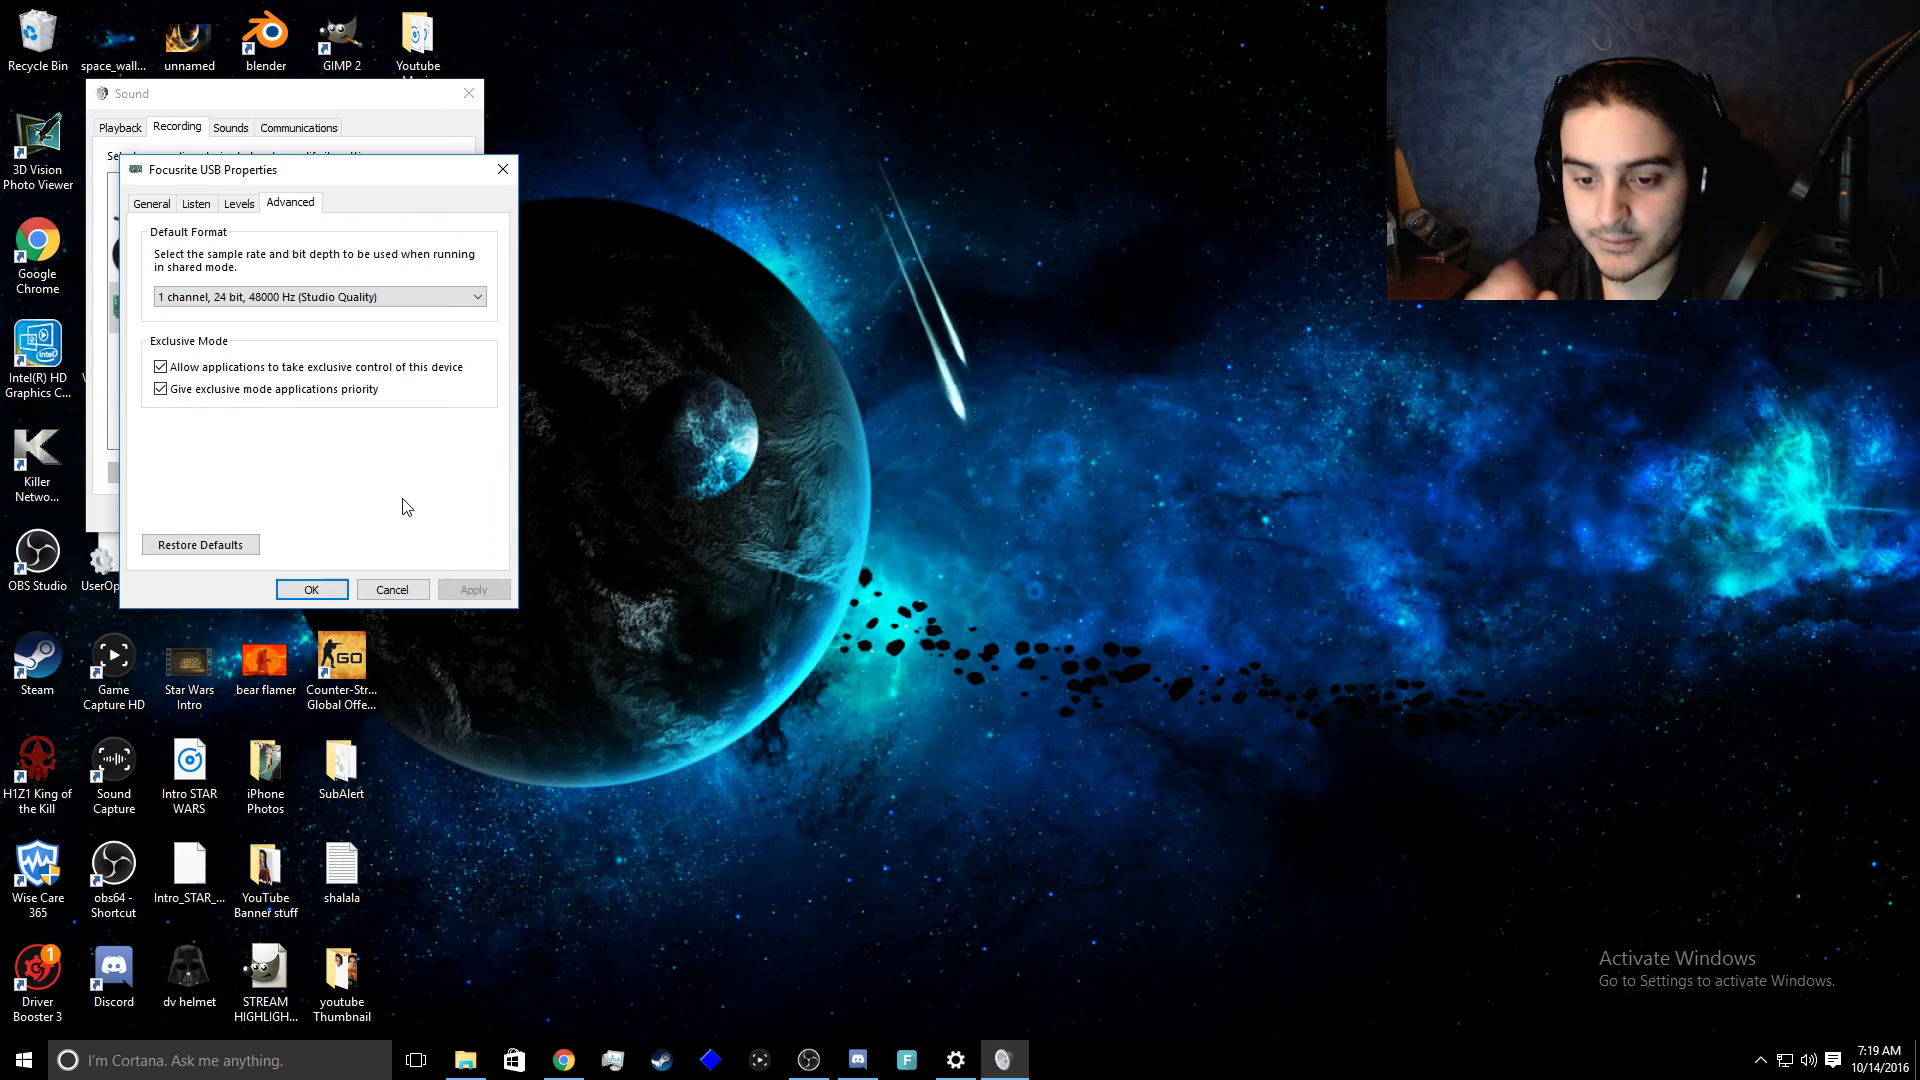 Recycle Bin
space_wall...
unnamed
blender
GIMP 2
Youtube
Sound
Playback
Recording
Sounds
Communications
Focusrite USB Properties
General
Listen
Levels
Advanced
Default Format
Select the sample rate and bit depth to be used when running
in shared mode.
1 channel, 24 bit, 48000 Hz (Studio Quality)
Exclusive Mode
Allow applications to take exclusive control of this device
Give exclusive mode applications priority
Restore Defaults
OK
Cancel
Apply
3D Vision
Photo Viewer
Google
Chrome
Intel(R) HD
Graphics C...
Killer
Netwo...
OBS Studio
UserOp
Steam
Game
Capture HD
Star Wars
Intro
bear flamer
GO
Counter-Str...
Global Offe...
H1Z1 King of
the Kill
Sound
Capture
Intro STAR
WARS
iPhone
Photos
SubAlert
Wise Care
365
obs64 -
Shortcut
Intro_STAR_...
YouTube
Banner stuff
shalala
1
Driver
Booster 3
Discord
dv helmet
STREAM
HIGHLIGH...
youtube
Thumbnail
Activate Windows
Go to Settings to activate Windows.
I'm Cortana. Ask me anything.
F
7:19 AM
10/14/2016